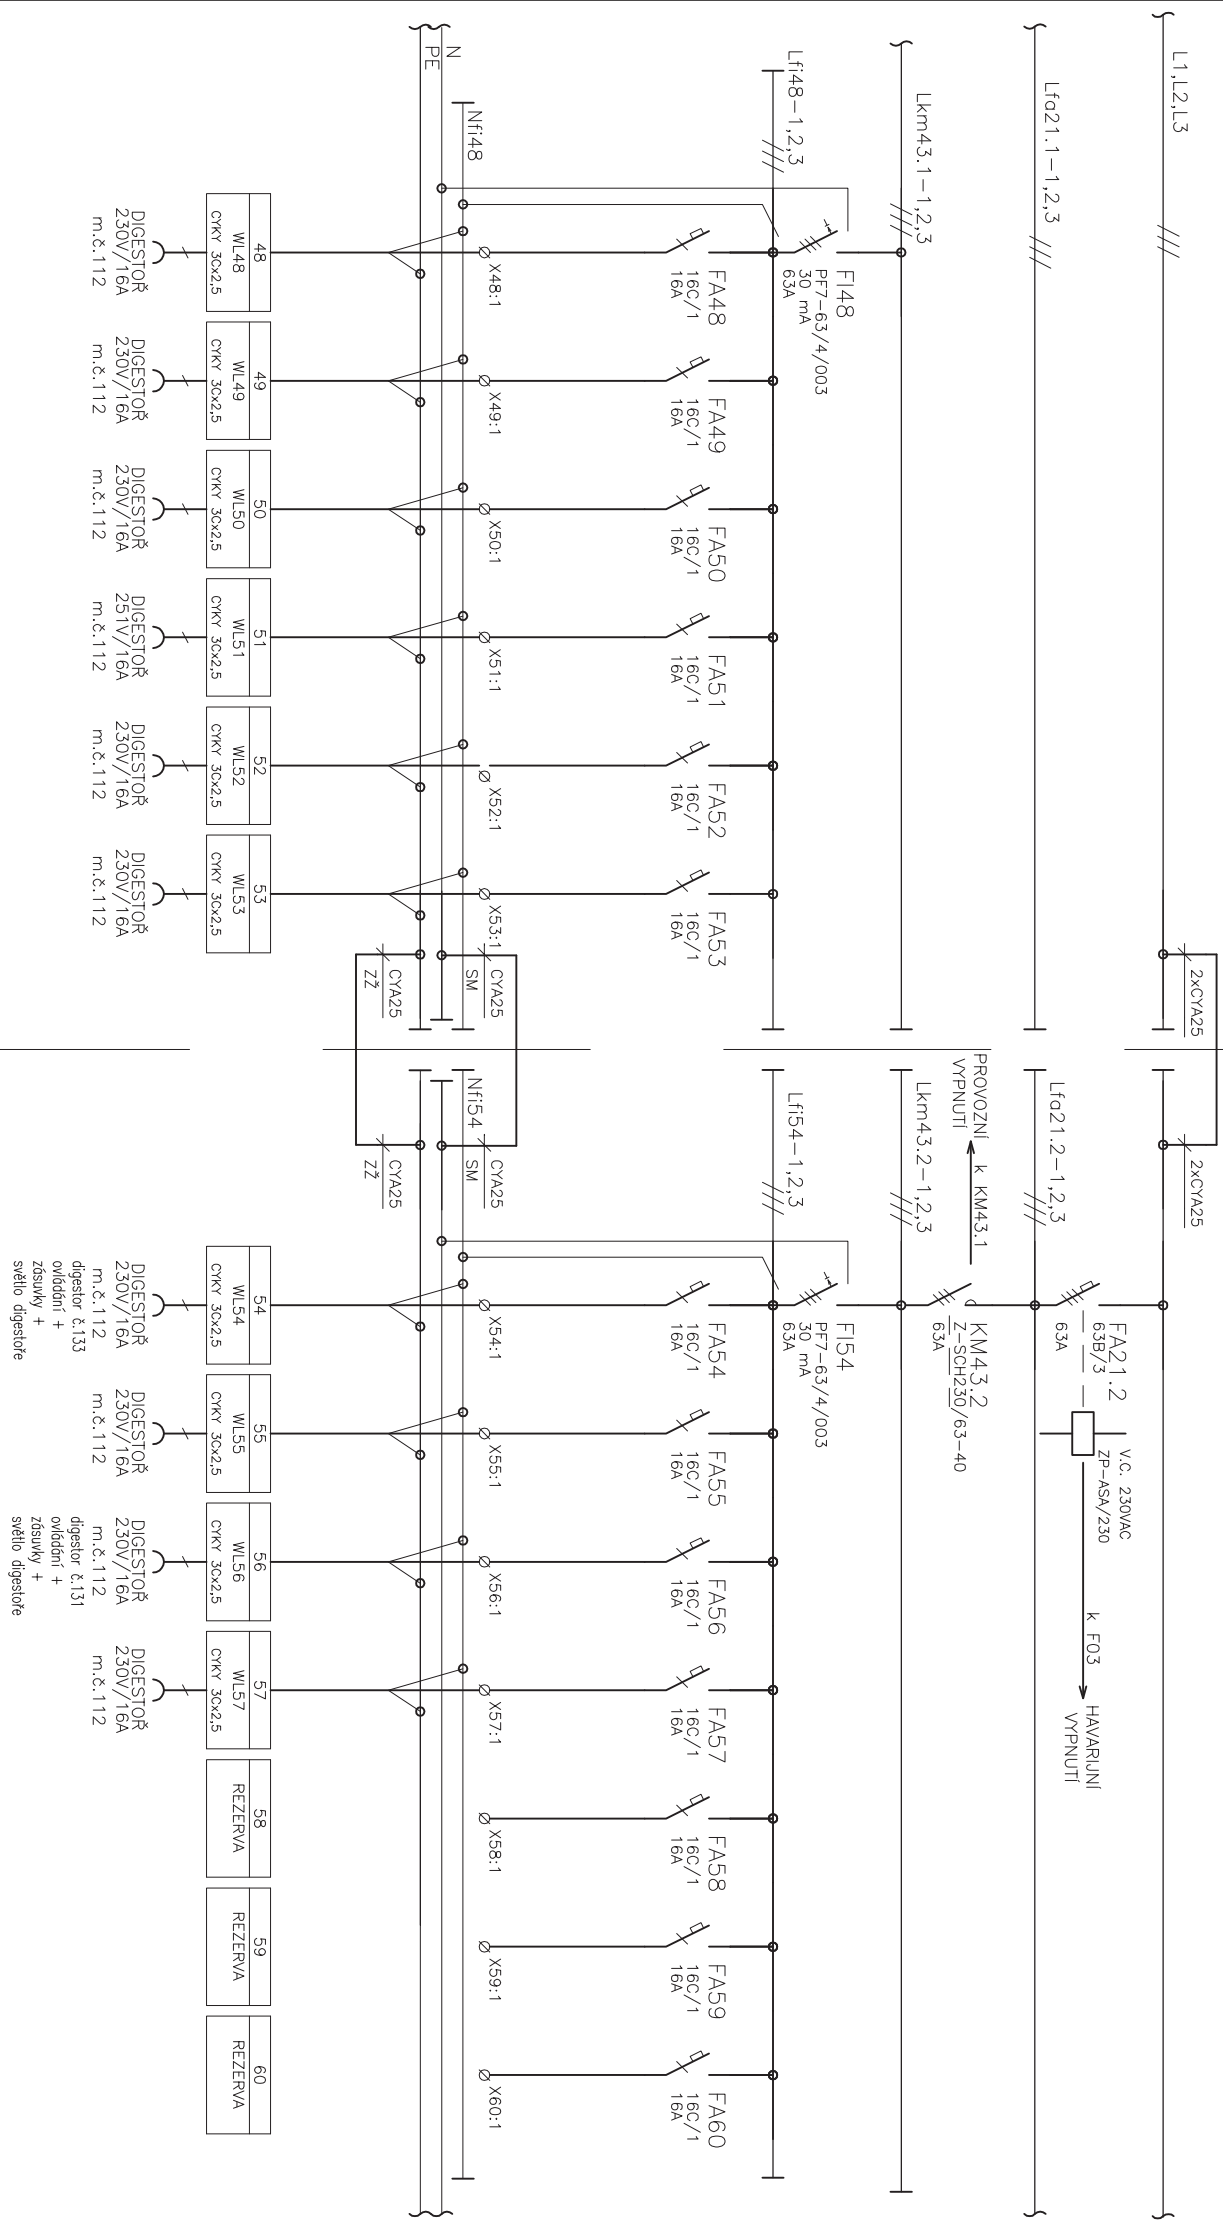 L1,L2,L3
2xCYA25
2xCYA25
Lfa21.1-1,2,3
Lfa21.2-1,2,3
FA21.2
63B/3
63A
V.C. 230VAC
ZP-ASA/230
k F03
HAVARIJNÍ
VYPNUTÍ
Lkm43.1-1,2,3
PROVOZNÍ
VYPNUTÍ
k KM43.1
Lkm43.2-1,2,3
KM43.2
Z-SCH230/63-40
63A
Lfi48-1,2,3
FI48
PF7-63/4/003
30 mA
63A
Lfi54-1,2,3
FI54
PF7-63/4/003
30 mA
63A
FA48
16C/1
16A
FA49
16C/1
16A
FA50
16C/1
16A
FA51
16C/1
16A
FA52
16C/1
16A
FA53
16C/1
16A
FA54
16C/1
16A
FA55
16C/1
16A
FA56
16C/1
16A
FA57
16C/1
16A
FA58
16C/1
16A
FA59
16C/1
16A
FA60
16C/1
16A
Nfi48
X48:1
X49:1
X50:1
X51:1
X52:1
X53:1
CYA25
SM
Nfi54
CYA25
SM
X54:1
X55:1
X56:1
X57:1
X58:1
X59:1
X60:1
N
PE
CYA25
ZŽ
CYA25
ZŽ
48
WL48
CYKY 3Cx2,5
DIGESTOŘ
230V/16A
m.č.112
49
WL49
CYKY 3Cx2,5
DIGESTOŘ
230V/16A
m.č.112
50
WL50
CYKY 3Cx2,5
DIGESTOŘ
230V/16A
m.č.112
51
WL51
CYKY 3Cx2,5
DIGESTOŘ
251V/16A
m.č.112
52
WL52
CYKY 3Cx2,5
DIGESTOŘ
230V/16A
m.č.112
53
WL53
CYKY 3Cx2,5
DIGESTOŘ
230V/16A
m.č.112
54
WL54
CYKY 3Cx2,5
DIGESTOŘ
230V/16A
m.č.112
digestor č.133
ovládání +
zásuvky +
světlo digestoře
55
WL55
CYKY 3Cx2,5
DIGESTOŘ
230V/16A
m.č.112
56
WL56
CYKY 3Cx2,5
DIGESTOŘ
230V/16A
m.č.112
digestor č.131
ovládání +
zásuvky +
světlo digestoře
57
WL57
CYKY 3Cx2,5
DIGESTOŘ
230V/16A
m.č.112
58
REZERVA
59
REZERVA
60
REZERVA